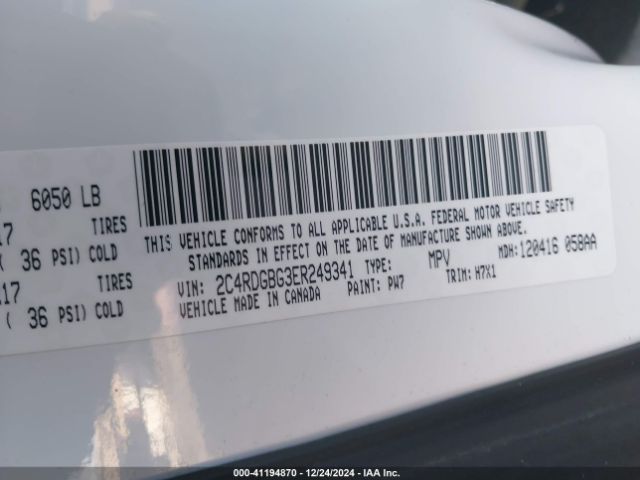 6050 LB
17 TIRES
( 36 PSI) COLD
17 TIRES
( 36 PSI) COLD
THIS VEHICLE CONFORMS TO ALL APPLICABLE U.S.A. FEDERAL MOTOR VEHICLE SAFETY
STANDARDS IN EFFECT ON THE DATE OF MANUFACTURE SHOWN ABOVE.
VIN: 2C4RDGBG3ER249341 TYPE: MPV MDH: 120416 058AA
VEHICLE MADE IN CANADA PAINT: PW7 TRIM: H7X1
000-41194870 | 12/24/2024 - IAA Inc.